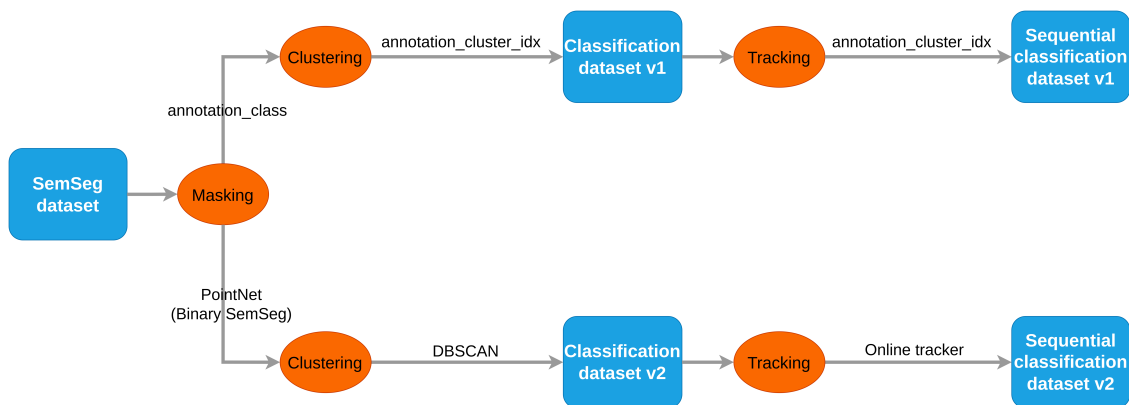 Clustering
annotation_cluster_idx
Classification
dataset v1
Tracking
annotation_cluster_idx
Sequential
classification
dataset v1
annotation_class
SemSeg
dataset
Masking
PointNet
(Binary SemSeg)
Clustering
DBSCAN
Classification
dataset v2
Tracking
Online tracker
Sequential
classification
dataset v2